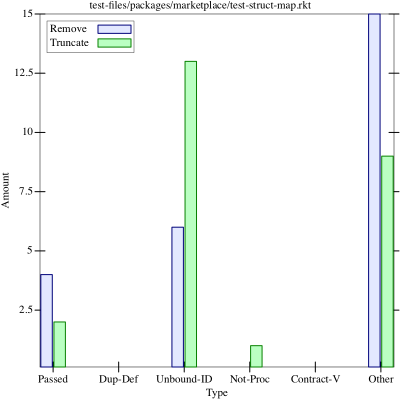 test-files/packages/marketplace/test-struct-map.rkt
Remove
Truncate
15
12.5
10
7.5
5
2.5
Amount
Passed Dup-Def Unbound-ID Not-Proc Contract-V Other
Type